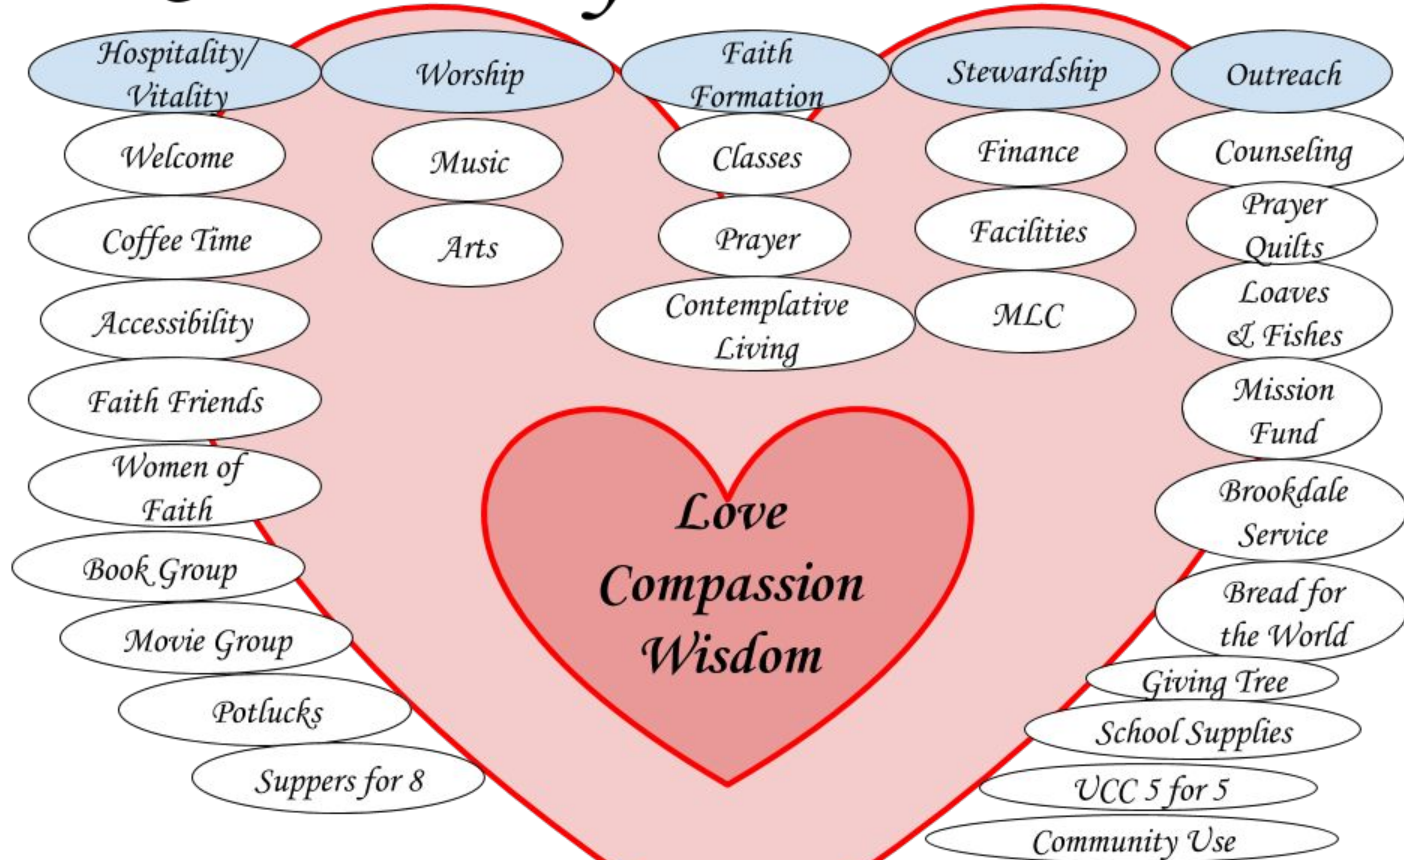 Hospitality/
Vitality
Welcome
Coffee Time
Accessibility
Faith Friends
Women of
Faith
Book Group
Movie Group
Potlucks
Suppers for 8
Worship
Music
Arts
Faith
Formation
Classes
Prayer
Contemplative
Living
Stewardship
Finance
Facilities
MLC
Outreach
Counseling
Prayer
Quilts
Loaves
& Fishes
Mission
Fund
Brookdale
Service
Bread for
the World
Giving Tree
School Supplies
UCC 5 for 5
Community Use
Love
Compassion
Wisdom